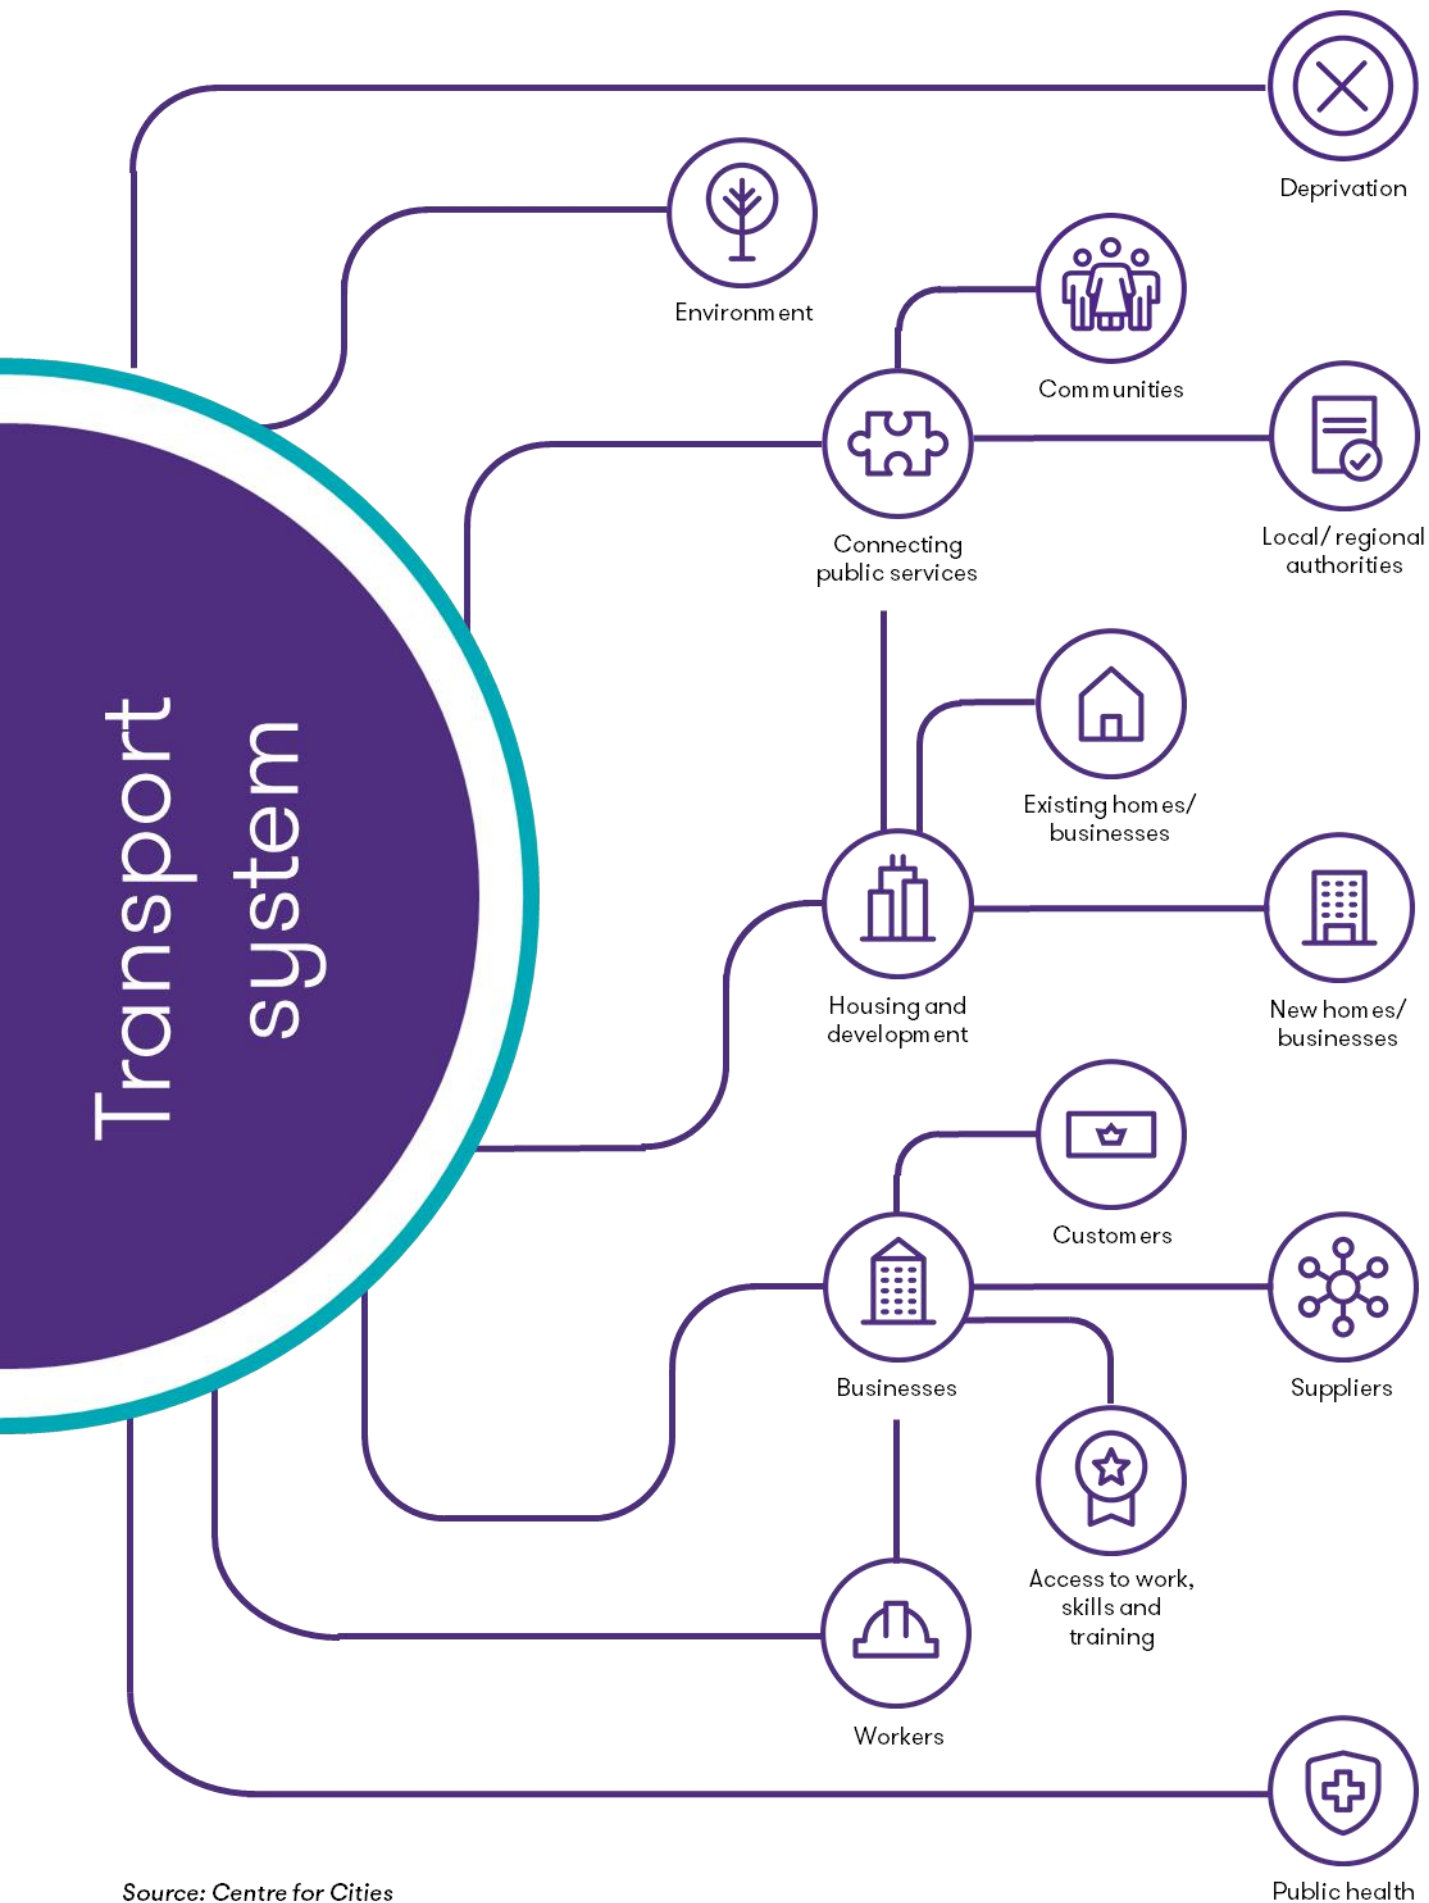 Deprivation
Environment
Communities
Connecting
public services
Local/ regional
authorities
Transport
system
Existing homes/
businesses
Housing and
development
New homes/
businesses
Customers
Businesses
Suppliers
Access to work,
skills and
training
Workers
Public health
Source: Centre for Cities